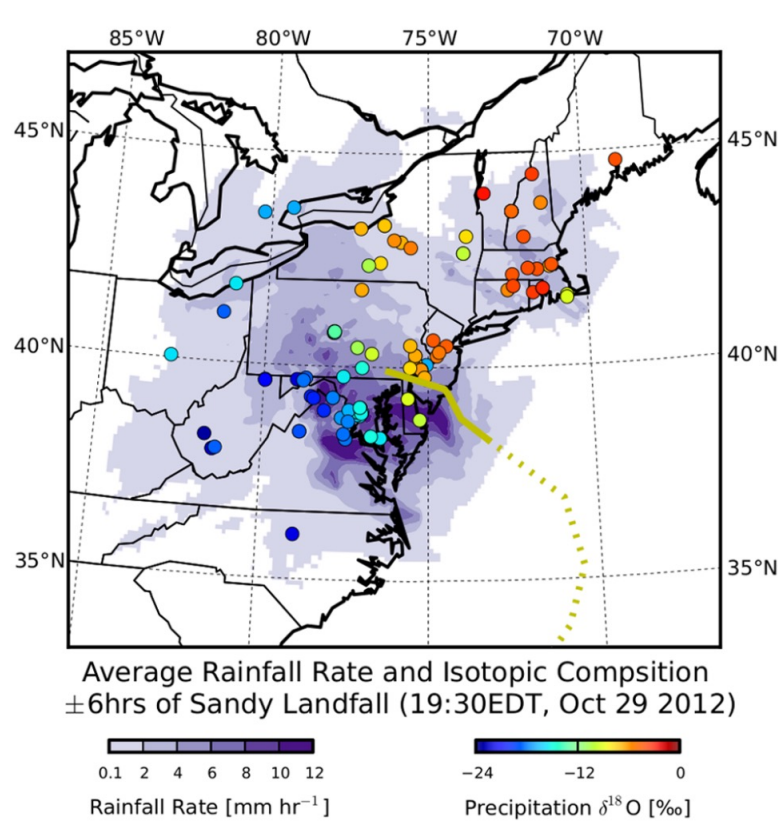 85°W 80°W 75°W 70°W
45°N 45°N
40°N 40°N
35°N 35°N
Average Rainfall Rate and Isotopic Compsition
±6hrs of Sandy Landfall (19:30EDT, Oct 29 2012)
0.1 2 4 6 8 10 12 −24 −12 0
Rainfall Rate [mm hr⁻¹] Precipitation δ¹⁸O [‰]